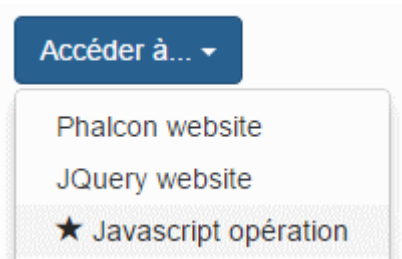 Accéder à...
Phalcon website
JQuery website
★ Javascript opération